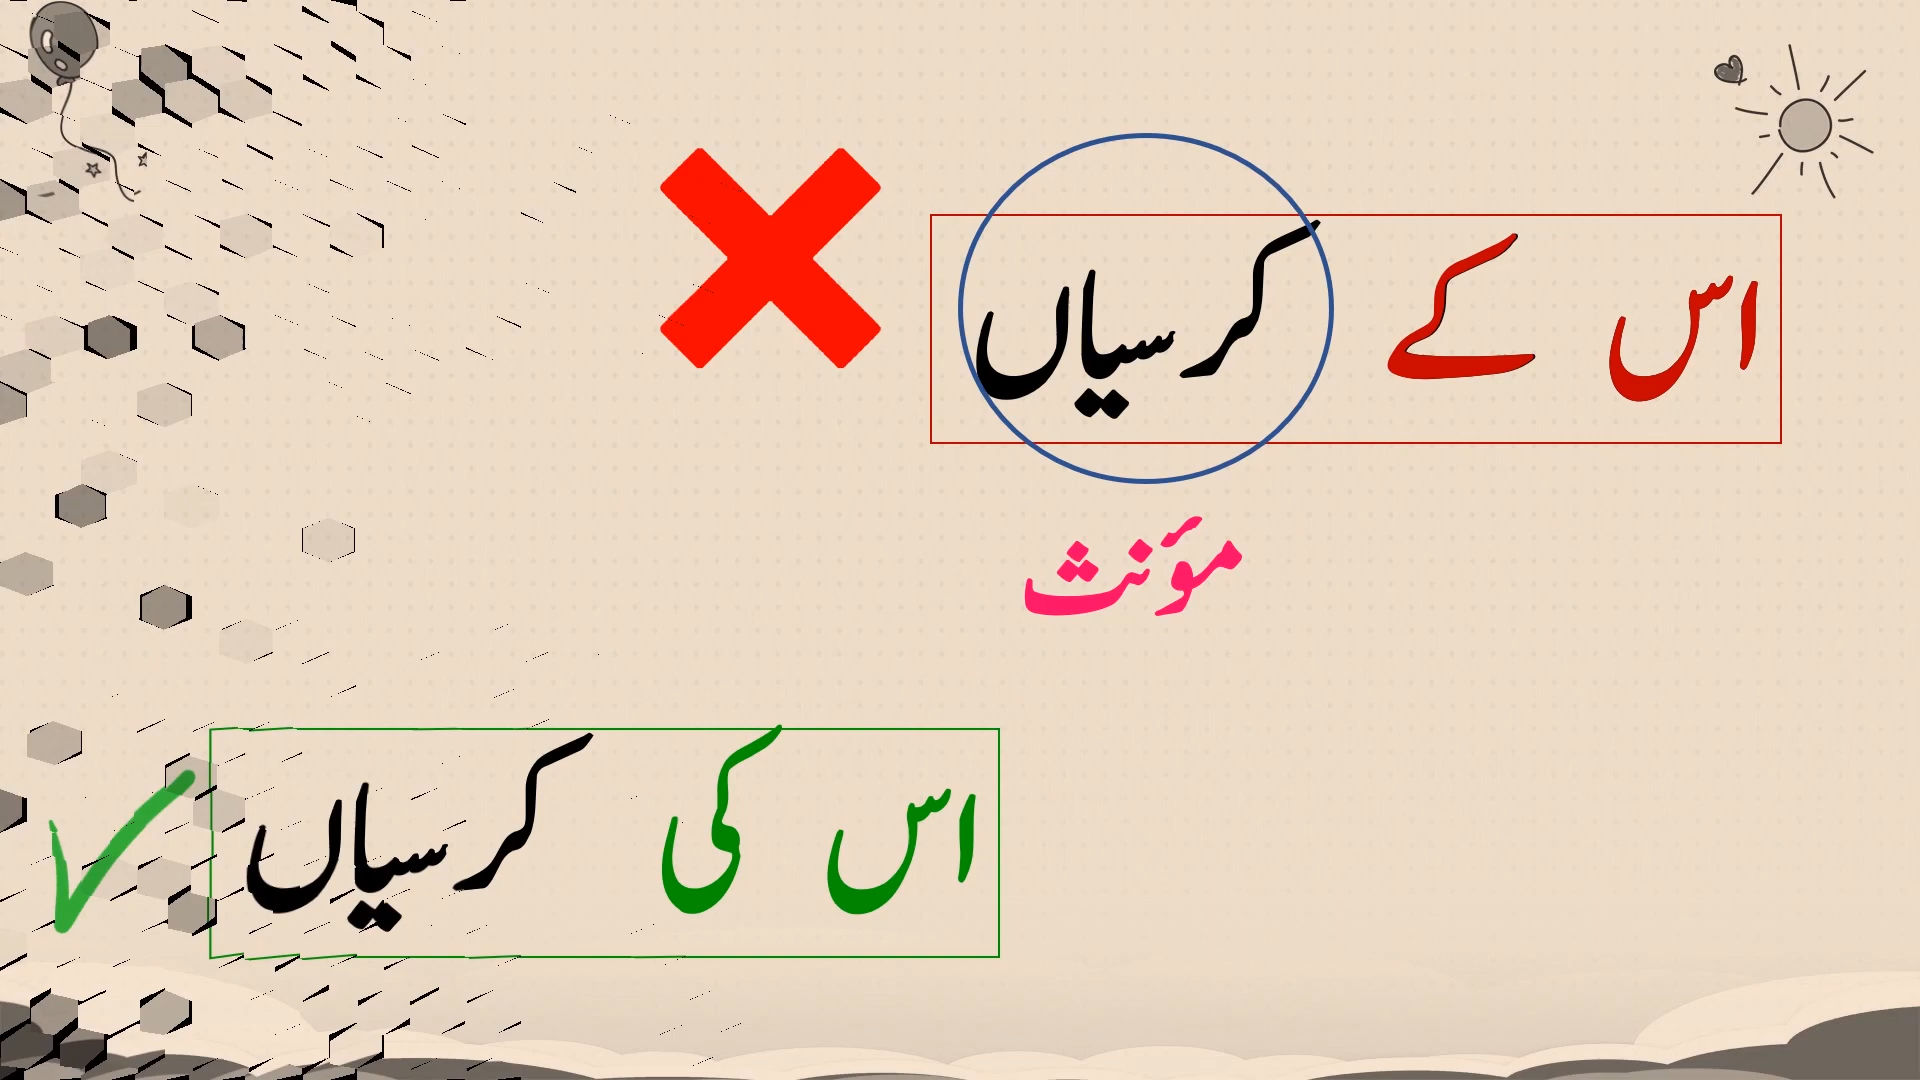 اس کے کرسیاں
مؤنث
اس کی کرسیاں